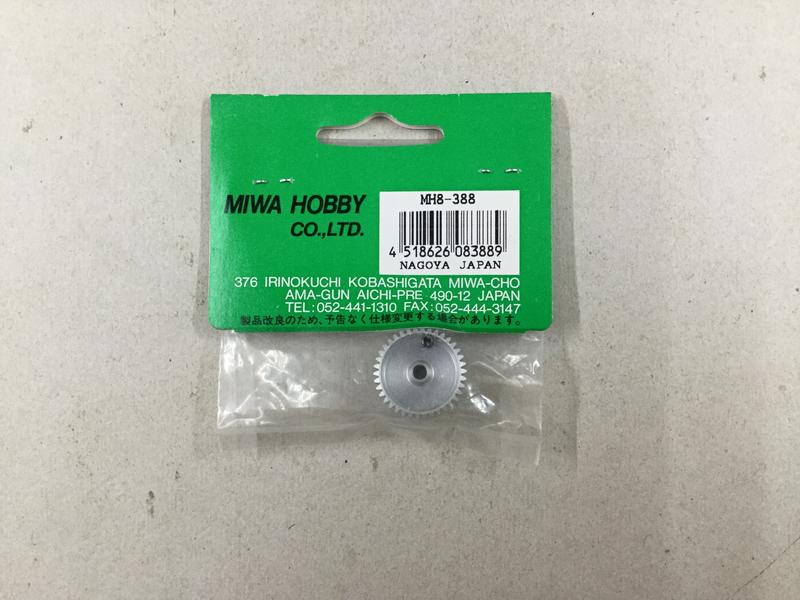 MIWA HOBBY
CO.,LTD.
MH8-388
4 518626 083889
NAGOYA JAPAN
376 IRINOKUCHI KOBASHIGATA MIWA-CHO
AMA-GUN AICHI-PRE 490-12 JAPAN
TEL:052-441-1310 FAX:052-444-3147
製品改良のため、予告なく仕様変更する場合があります。